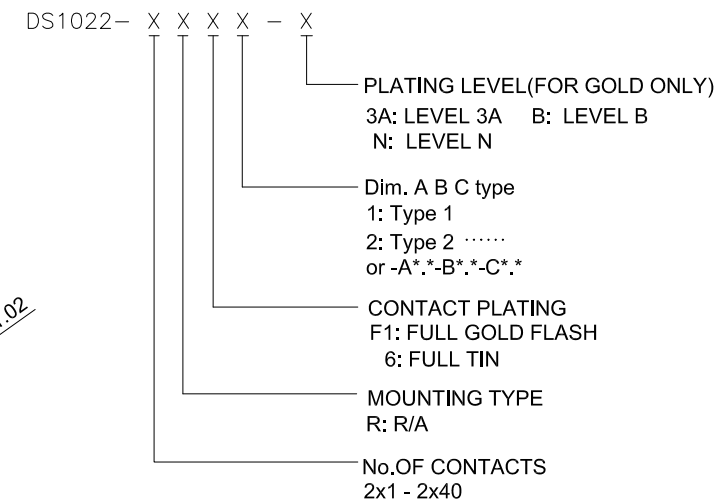 DS1022- X X X X - X
PLATING LEVEL(FOR GOLD ONLY)
3A: LEVEL 3A B: LEVEL B
N: LEVEL N
Dim. A B C type
1: Type 1
2: Type 2 ······
or -A*.*-B*.*-C*.*
CONTACT PLATING
F1: FULL GOLD FLASH
6: FULL TIN
MOUNTING TYPE
R: R/A
No.OF CONTACTS
2x1 - 2x40